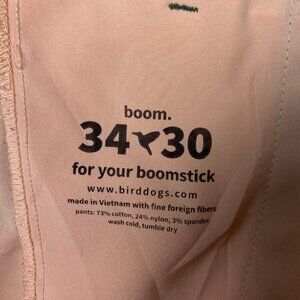 boom.
34 30
for your boomstick
www.birddogs.com
made in Vietnam with fine foreign fibers
pants: 73% cotton, 24% nylon, 3% spandex
wash cold, tumble dry